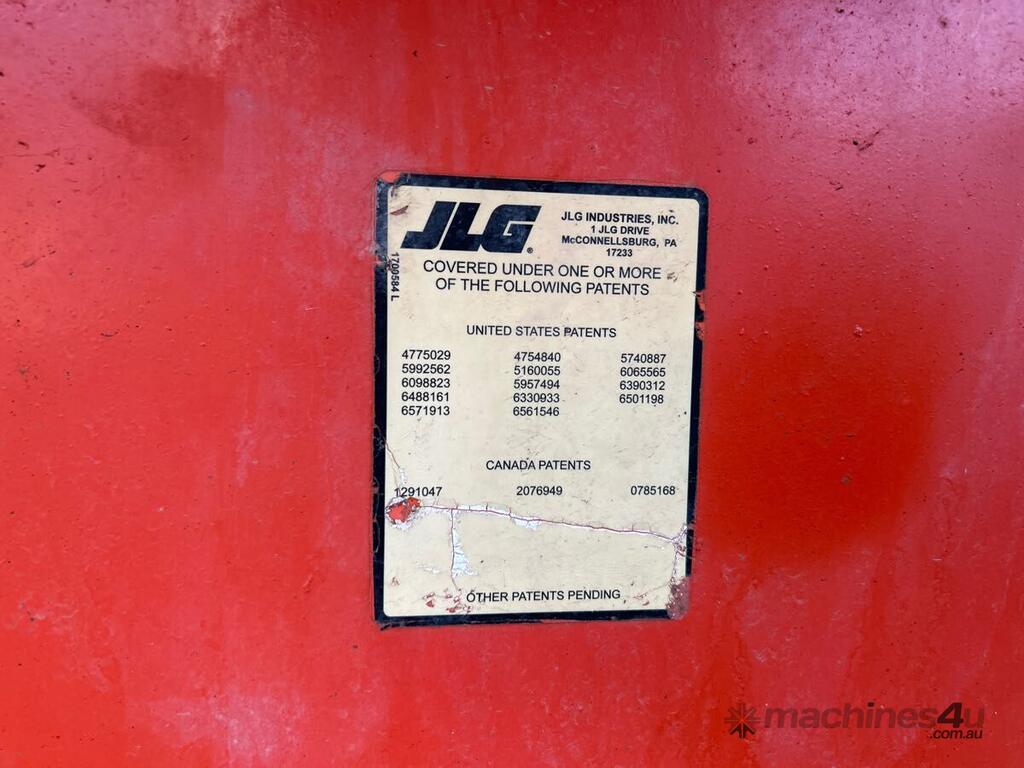 JLG®
JLG INDUSTRIES, INC.
1 JLG DRIVE
McCONNELLSBURG, PA
17233
1700584 L
COVERED UNDER ONE OR MORE
OF THE FOLLOWING PATENTS
UNITED STATES PATENTS
4775029 4754840 5740887
5992562 5160055 6065565
6098823 5957494 6390312
6488161 6330933 6501198
6571913 6561546
CANADA PATENTS
1291047 2076949 0785168
OTHER PATENTS PENDING
machines4u
.com.au